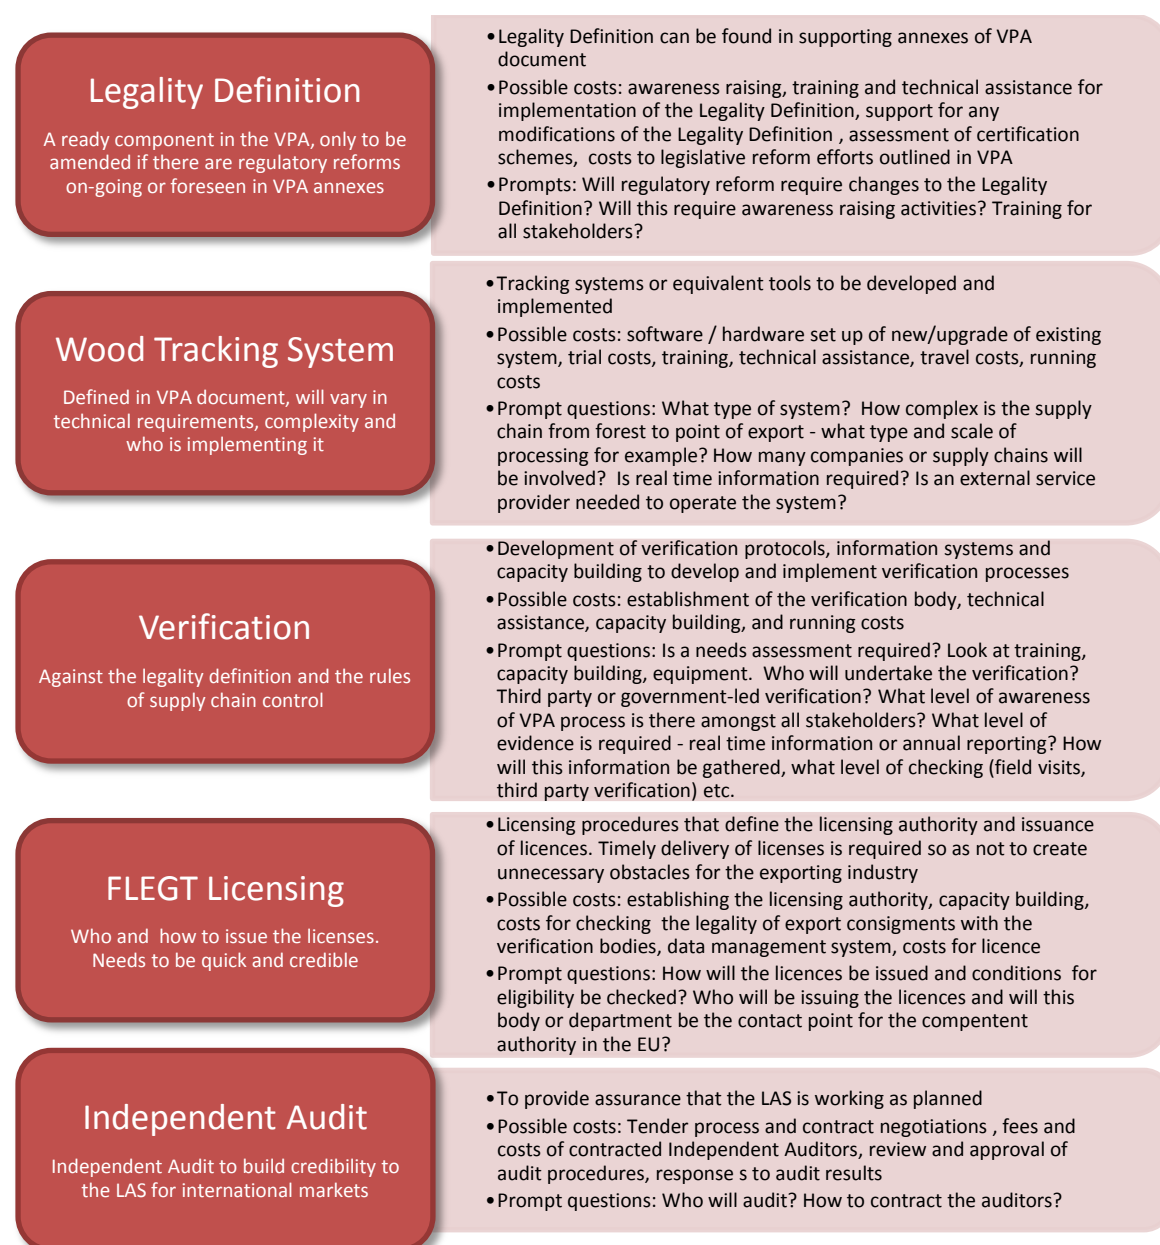 Legality Definition
A ready component in the VPA, only to be
amended if there are regulatory reforms
on-going or foreseen in VPA annexes
•Legality Definition can be found in supporting annexes of VPA
document
•Possible costs: awareness raising, training and technical assistance for
implementation of the Legality Definition, support for any
modifications of the Legality Definition , assessment of certification
schemes,  costs to legislative reform efforts outlined in VPA
•Prompts: Will regulatory reform require changes to the Legality
Definition? Will this require awareness raising activities? Training for
all stakeholders?
Wood Tracking System
Defined in VPA document, will vary in
technical requirements, complexity and
who is implementing it
•Tracking systems or equivalent tools to be developed and
implemented
•Possible costs: software / hardware set up of new/upgrade of existing
system, trial costs, training, technical assistance, travel costs, running
costs
•Prompt questions: What type of system?  How complex is the supply
chain from forest to point of export - what type and scale of
processing for example? How many companies or supply chains will
be involved?  Is real time information required? Is an external service
provider needed to operate the system?
Verification
Against the legality definition and the rules
of supply chain control
•Development of verification protocols, information systems and
capacity building to develop and implement verification processes
•Possible costs: establishment of the verification body, technical
assistance, capacity building, and running costs
•Prompt questions: Is a needs assessment required? Look at training,
capacity building, equipment.  Who will undertake the verification?
Third party or government-led verification? What level of awareness
of VPA process is there amongst all stakeholders? What level of
evidence is required - real time information or annual reporting? How
will this information be gathered, what level of checking (field visits,
third party verification) etc.
FLEGT Licensing
Who and  how to issue the licenses.
Needs to be quick and credible
•Licensing procedures that define the licensing authority and issuance
of licences. Timely delivery of licenses is required so as not to create
unnecessary obstacles for the exporting industry
•Possible costs: establishing the licensing authority, capacity building,
costs for checking  the legality of export consignments with the
verification bodies, data management system, costs for licence
•Prompt questions: How will the licences be issued and conditions  for
eligibility be checked? Who will be issuing the licences and will this
body or department be the contact point for the compentent
authority in the EU?
Independent Audit
Independent Audit to build credibility to
the LAS for international markets
•To provide assurance that the LAS is working as planned
•Possible costs: Tender process and contract negotiations , fees and
costs of contracted Independent Auditors, review and approval of
audit procedures, response s to audit results
•Prompt questions: Who will audit? How to contract the auditors?